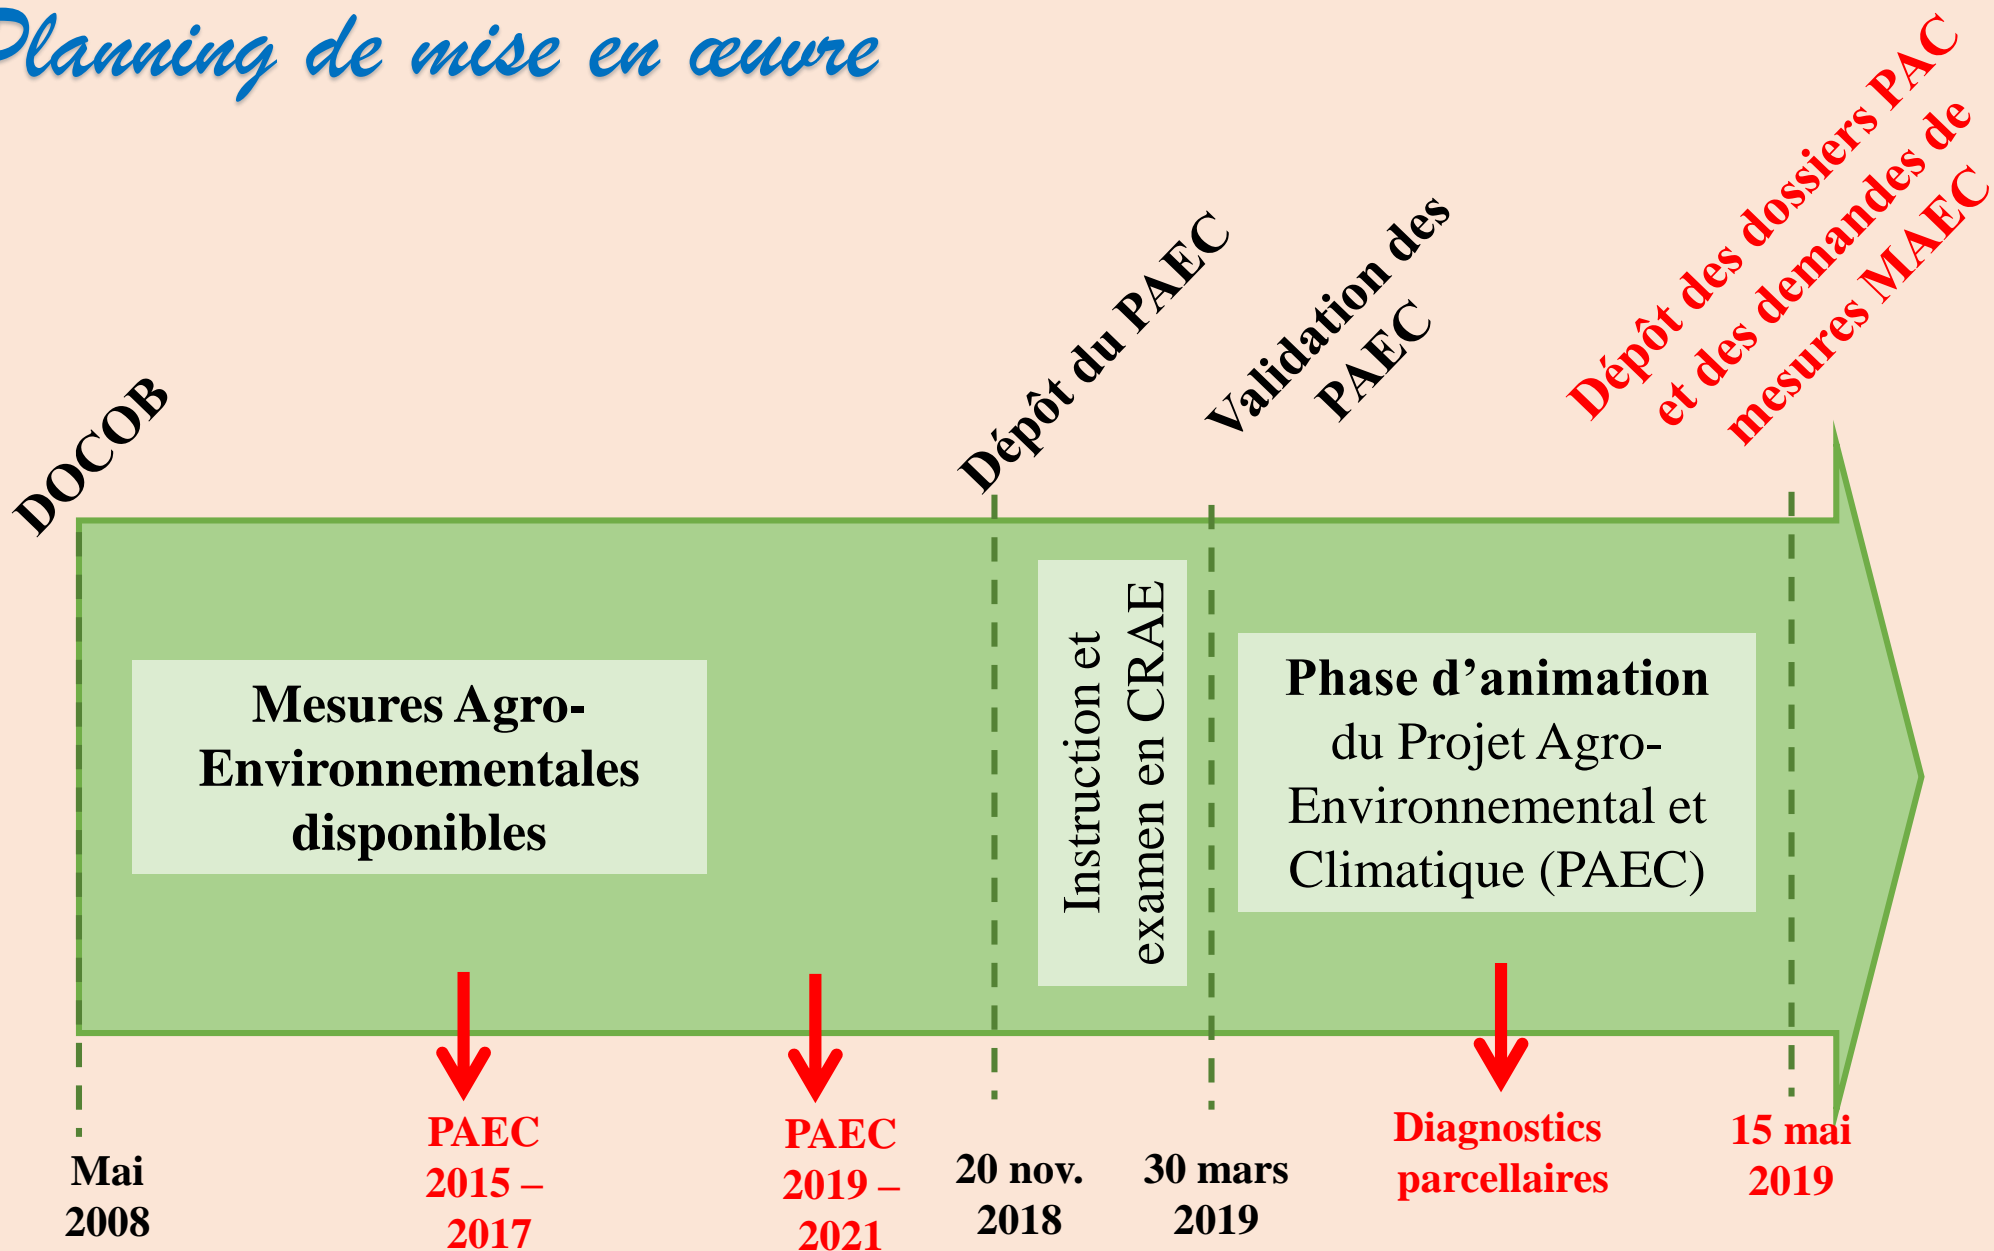 Planning de mise en œuvre
DOCOB
Dépôt du PAEC
Validation des
PAEC
Dépôt des dossiers PAC
et des demandes de
mesures MAEC
Mesures Agro-
Environnementales
disponibles
Instruction et
examen en CRAE
Phase d’animation
du Projet Agro-
Environnemental et
Climatique (PAEC)
Mai
2008
PAEC
2015 –
2017
PAEC
2019 –
2021
20 nov.
2018
30 mars
2019
Diagnostics
parcellaires
15 mai
2019